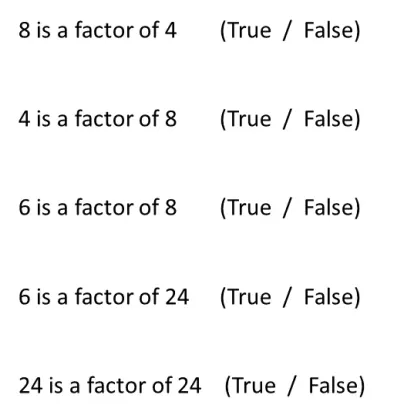 8 is a factor of 4 (True / False)
4 is a factor of 8 (True / False)
6 is a factor of 8 (True / False)
6 is a factor of 24 (True / False)
24 is a factor of 24 (True / False)